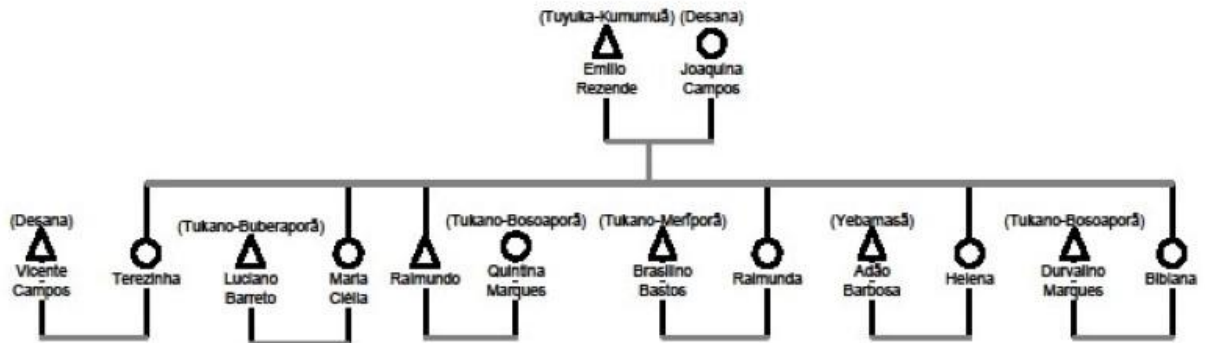 (Tuyuka-Kumumuã) (Desana)
Emilio Rezende
Joaquina Campos
(Desana)
Vicente Campos
Terezinha
(Tukano-Buberaporã)
Luciano Barreto
Maria Clélia
Raimundo
(Tukano-Bosoaporã)
Quintina Marques
(Tukano-Merĩporã)
Brasilino Bastos
Raimunda
(Yebamasã)
Adão Barbosa
Helena
(Tukano-Bosoaporã)
Durvalino Marques
Bibiana